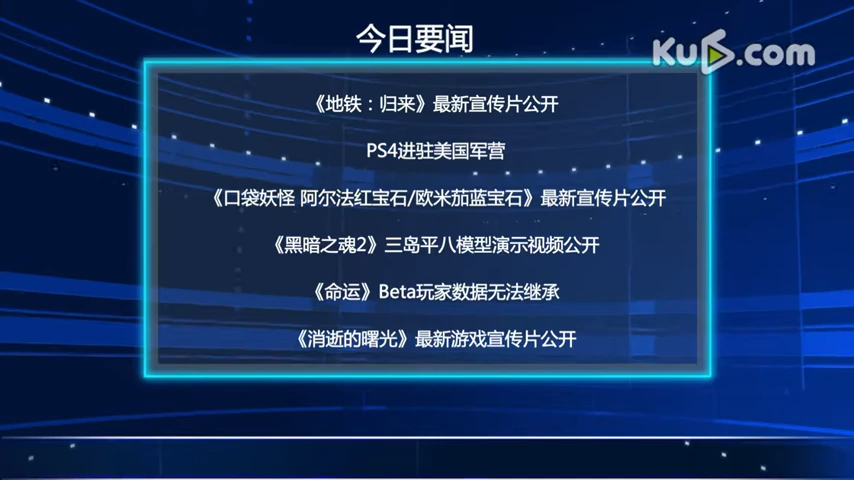 今日要闻
Ku6.com
《地铁：归来》最新宣传片公开
PS4进驻美国军营
《口袋妖怪 阿尔法红宝石/欧米茄蓝宝石》最新宣传片公开
《黑暗之魂2》三岛平八模型演示视频公开
《命运》Beta玩家数据无法继承
《消逝的曙光》最新游戏宣传片公开